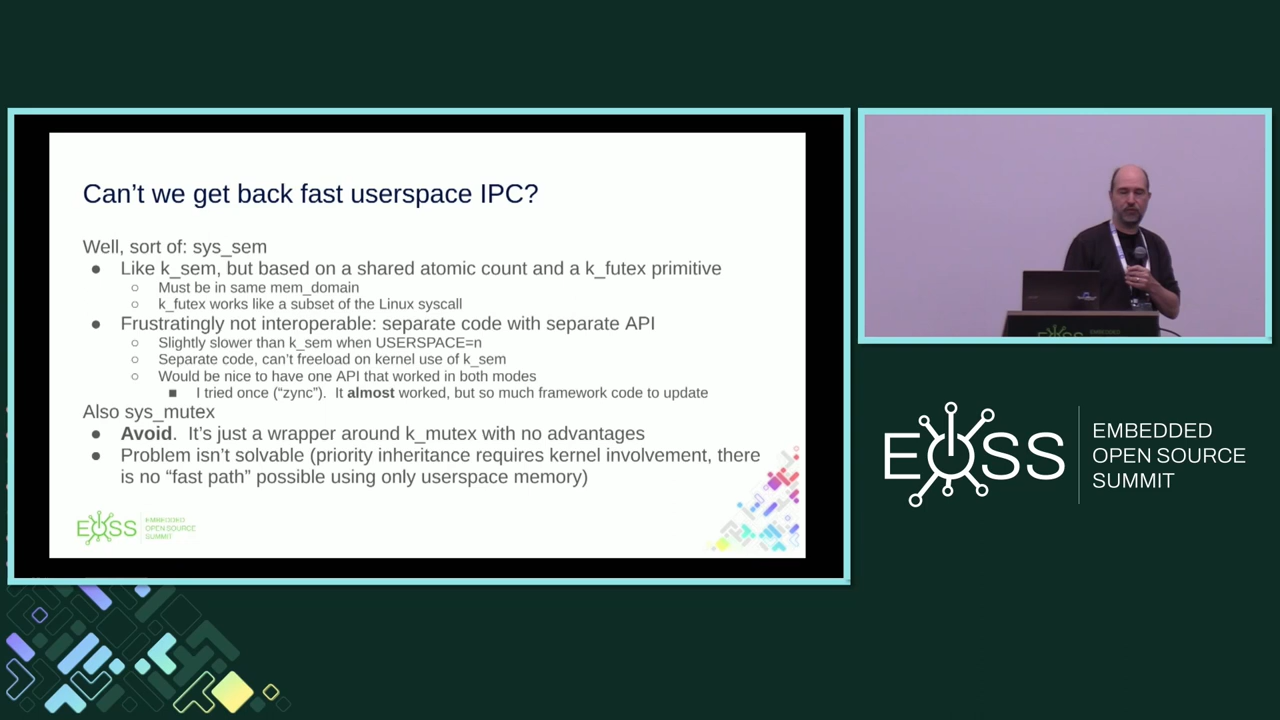 Can't we get back fast userspace IPC?
Well, sort of: sys_sem
● Like k_sem, but based on a shared atomic count and a k_futex primitive
○ Must be in same mem_domain
○ k_futex works like a subset of the Linux syscall
● Frustratingly not interoperable: separate code with separate API
○ Slightly slower than k_sem when USERSPACE=n
○ Separate code, can't freeload on kernel use of k_sem
○ Would be nice to have one API that worked in both modes
■ I tried once (“zync”). It almost worked, but so much framework code to update
Also sys_mutex
● Avoid. It's just a wrapper around k_mutex with no advantages
● Problem isn't solvable (priority inheritance requires kernel involvement, there
is no “fast path” possible using only userspace memory)
EOSS
EMBEDDED
OPEN SOURCE
SUMMIT
EOSS
EMBEDDED
OPEN SOURCE
SUMMIT